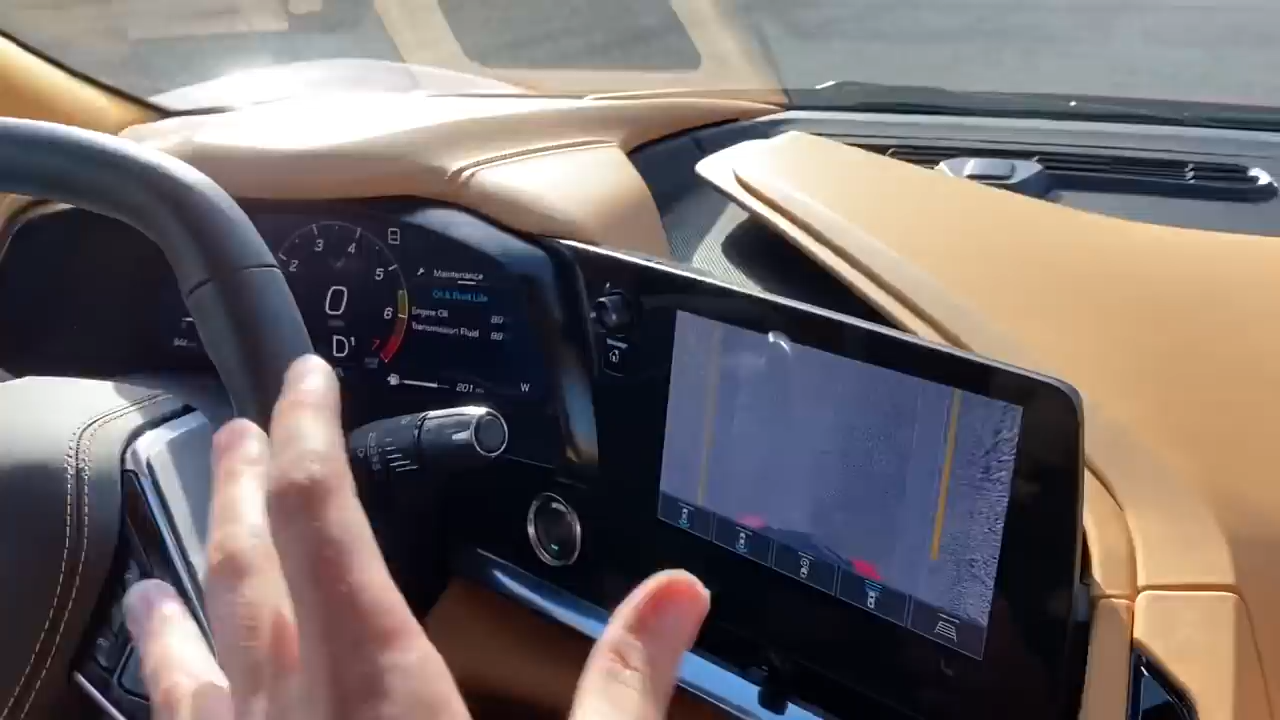 2
3
4
5
6
7
0
D1
Maintenance
Oil & Fluid Life
Engine Oil 89
Transmission Fluid 88
201
W